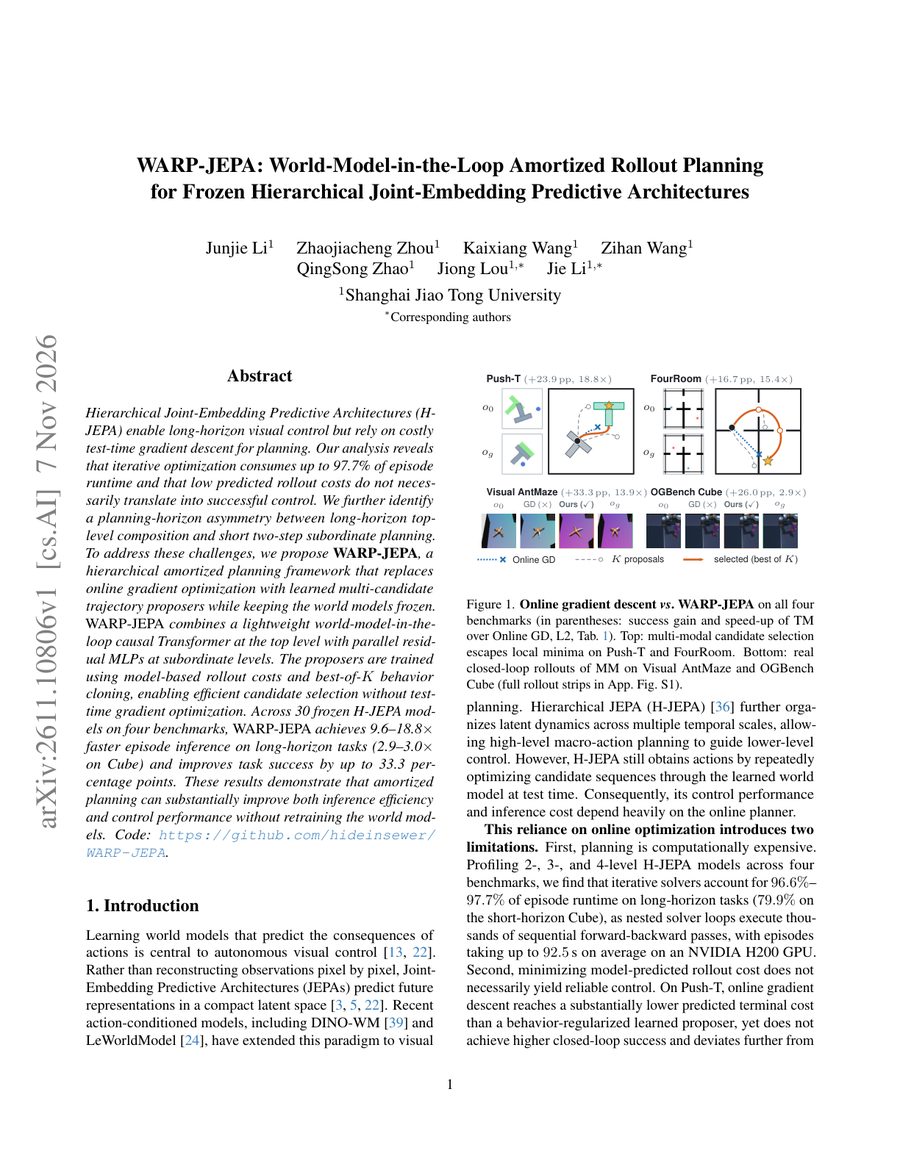 WARP-JEPA: World-Model-in-the-Loop Amortized Rollout Planning
for Frozen Hierarchical Joint-Embedding Predictive Architectures
Junjie Li¹ Zhaojiacheng Zhou¹ Kaixiang Wang¹ Zihan Wang¹
QingSong Zhao¹ Jiong Lou¹,* Jie Li¹,*
¹Shanghai Jiao Tong University
*Corresponding authors
arXiv:2611.10806v1 [cs.AI] 7 Nov 2026
Abstract
Hierarchical Joint-Embedding Predictive Architectures (H-
JEPA) enable long-horizon visual control but rely on costly
test-time gradient descent for planning. Our analysis reveals
that iterative optimization consumes up to 97.7% of episode
runtime and that low predicted rollout costs do not neces-
sarily translate into successful control. We further identify
a planning-horizon asymmetry between long-horizon top-
level composition and short two-step subordinate planning.
To address these challenges, we propose WARP-JEPA, a
hierarchical amortized planning framework that replaces
online gradient optimization with learned multi-candidate
trajectory proposers while keeping the world models frozen.
WARP-JEPA combines a lightweight world-model-in-the-
loop causal Transformer at the top level with parallel resid-
ual MLPs at subordinate levels. The proposers are trained
using model-based rollout costs and best-of-K behavior
cloning, enabling efficient candidate selection without test-
time gradient optimization. Across 30 frozen H-JEPA mod-
els on four benchmarks, WARP-JEPA achieves 9.6–18.8×
faster episode inference on long-horizon tasks (2.9–3.0×
on Cube) and improves task success by up to 33.3 per-
centage points. These results demonstrate that amortized
planning can substantially improve both inference efficiency
and control performance without retraining the world mod-
els. Code: https://github.com/hideinsewer/
WARP-JEPA.
1. Introduction
Learning world models that predict the consequences of
actions is central to autonomous visual control [13, 22].
Rather than reconstructing observations pixel by pixel, Joint-
Embedding Predictive Architectures (JEPAs) predict future
representations in a compact latent space [3, 5, 22]. Recent
action-conditioned models, including DINO-WM [39] and
LeWorldModel [24], have extended this paradigm to visual
Push-T (+23.9 pp, 18.8×) FourRoom (+16.7 pp, 15.4×)
o₀ o₀
o_g o_g
Visual AntMaze (+33.3 pp, 13.9×) OGBench Cube (+26.0 pp, 2.9×)
o₀ GD (×) Ours (✓) o_g o₀ GD (×) Ours (✓) o_g
Online GD K proposals selected (best of K)
Figure 1. Online gradient descent vs. WARP-JEPA on all four
benchmarks (in parentheses: success gain and speed-up of TM
over Online GD, L2, Tab. 1). Top: multi-modal candidate selection
escapes local minima on Push-T and FourRoom. Bottom: real
closed-loop rollouts of MM on Visual AntMaze and OGBench
Cube (full rollout strips in App. Fig. S1).
planning. Hierarchical JEPA (H-JEPA) [36] further orga-
nizes latent dynamics across multiple temporal scales, allow-
ing high-level macro-action planning to guide lower-level
control. However, H-JEPA still obtains actions by repeatedly
optimizing candidate sequences through the learned world
model at test time. Consequently, its control performance
and inference cost depend heavily on the online planner.
This reliance on online optimization introduces two
limitations. First, planning is computationally expensive.
Profiling 2-, 3-, and 4-level H-JEPA models across four
benchmarks, we find that iterative solvers account for 96.6%–
97.7% of episode runtime on long-horizon tasks (79.9% on
the short-horizon Cube), as nested solver loops execute thou-
sands of sequential forward-backward passes, with episodes
taking up to 92.5 s on average on an NVIDIA H200 GPU.
Second, minimizing model-predicted rollout cost does not
necessarily yield reliable control. On Push-T, online gradient
descent reaches a substantially lower predicted terminal cost
than a behavior-regularized learned proposer, yet does not
achieve higher closed-loop success and deviates further from
1